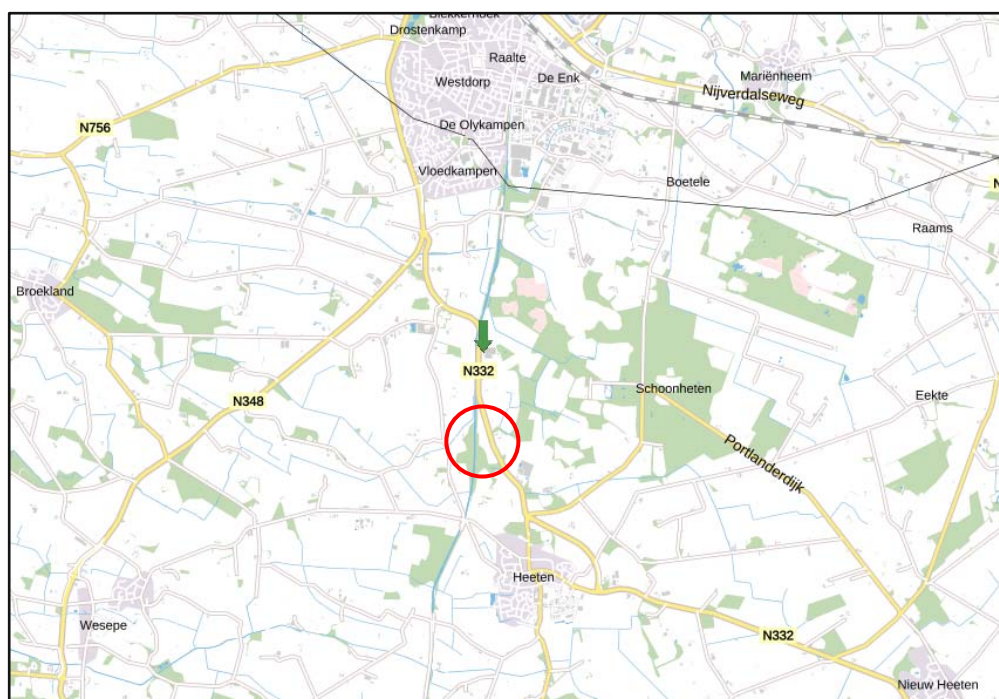 Blekkerhoek
Drostenkamp
Raalte
Westdorp
De Enk
Mariënheem
Nijverdalseweg
N756
De Olykampen
Vloedkampen
Boetele
N
Raams
Broekland
N332
Schoonheten
Eekte
N348
Portlanderdijk
Heeten
Wesepe
N332
Nieuw Heeten